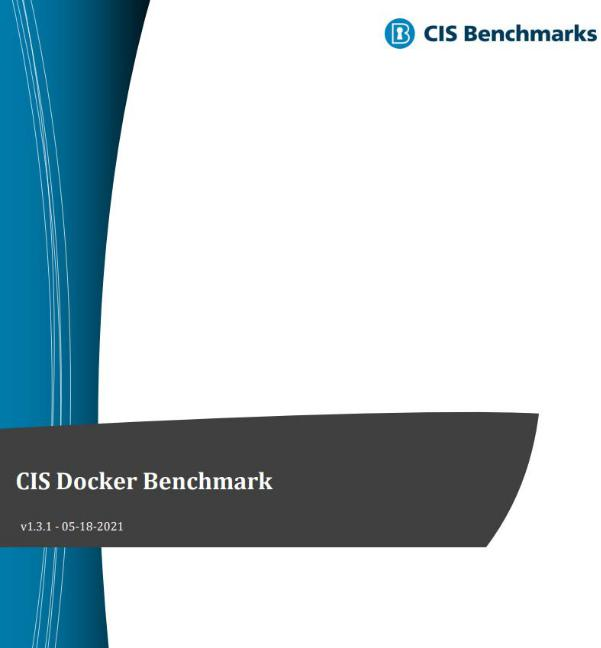 CIS Benchmarks
CIS Docker Benchmark
v1.3.1 - 05-18-2021